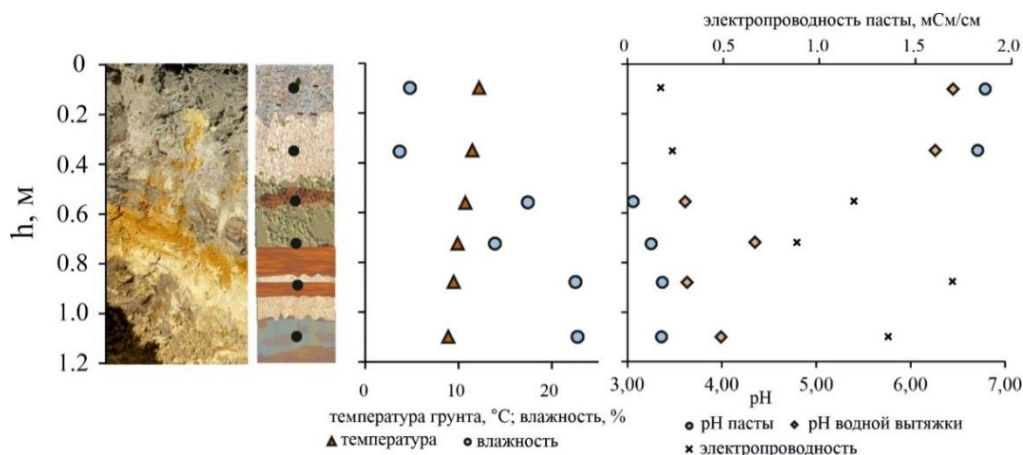 электропроводность пасты, мСм/см
0 0.5 1.0 1.6 2.0
h, м
0
0.2
0.4
0.6
0.8
1.0
1.2
0 10 20
температура грунта, °C; влажность, %
температура влажность
3,00 4,00 5,00 6,00 7,00
pH
pH пасты pH водной вытяжки
электропроводность